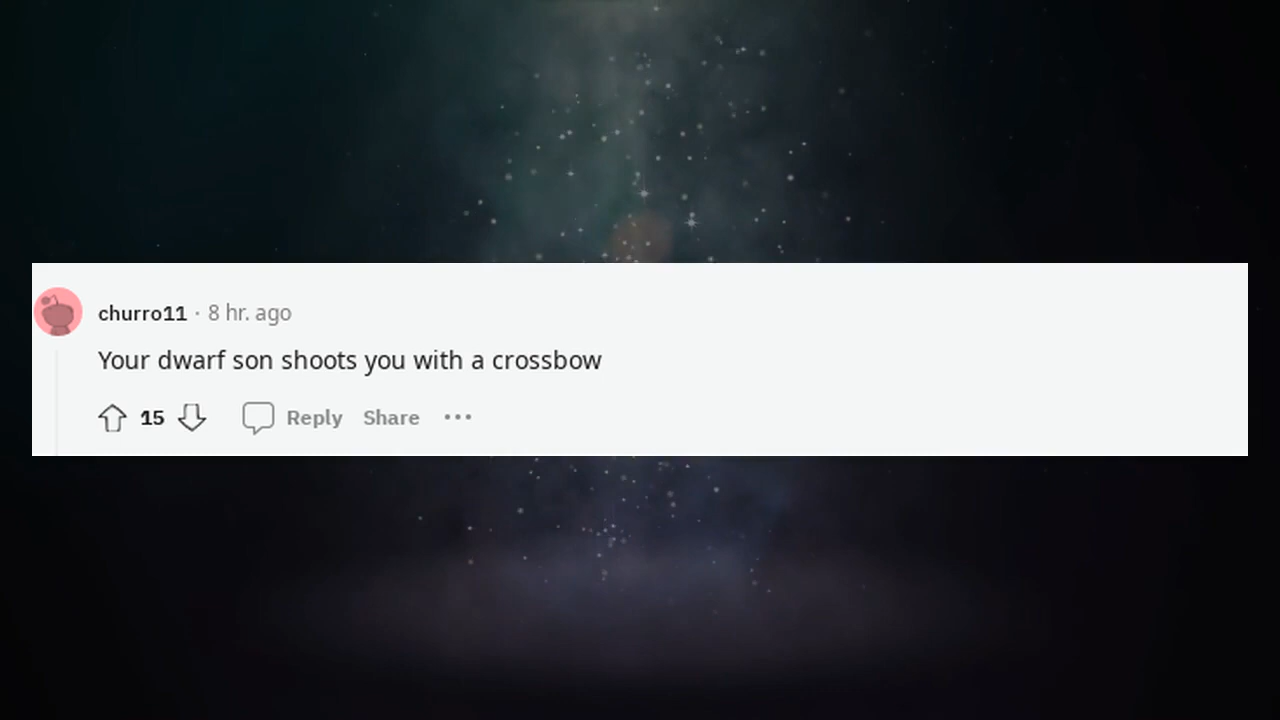 churro11 · 8 hr. ago
Your dwarf son shoots you with a crossbow
15 Reply Share ···